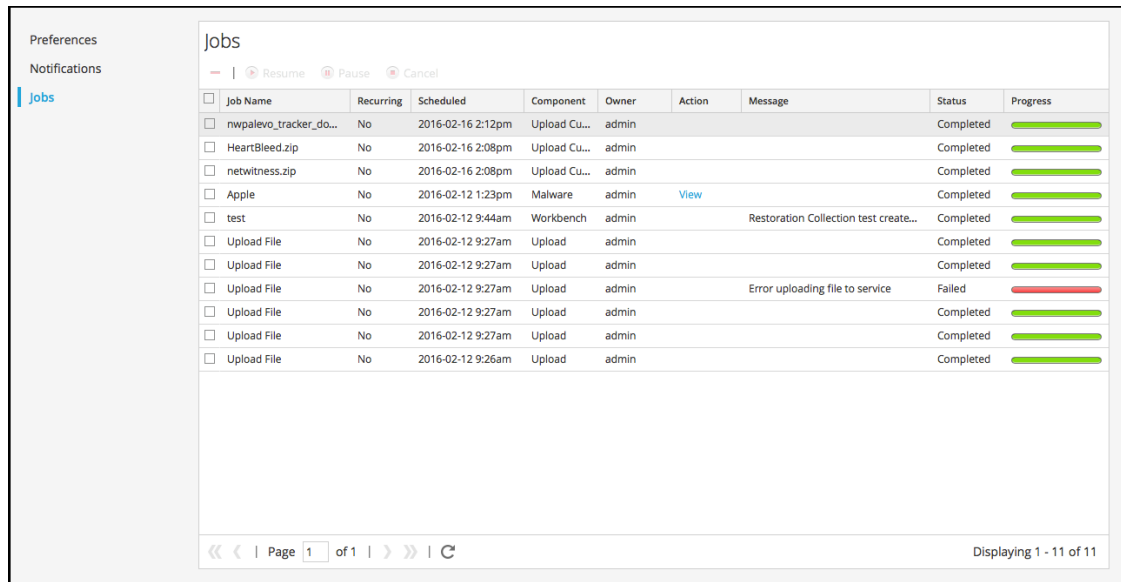 Preferences
Notifications
Jobs
Jobs
Resume Pause Cancel
Job Name Recurring Scheduled Component Owner Action Message Status Progress
nwpalevo_tracker_do... No 2016-02-16 2:12pm Upload Cu... admin Completed
HeartBleed.zip No 2016-02-16 2:08pm Upload Cu... admin Completed
netwitness.zip No 2016-02-16 2:08pm Upload Cu... admin Completed
Apple No 2016-02-12 1:23pm Malware admin View Completed
test No 2016-02-12 9:44am Workbench admin Restoration Collection test create... Completed
Upload File No 2016-02-12 9:27am Upload admin Completed
Upload File No 2016-02-12 9:27am Upload admin Completed
Upload File No 2016-02-12 9:27am Upload admin Error uploading file to service Failed
Upload File No 2016-02-12 9:27am Upload admin Completed
Upload File No 2016-02-12 9:27am Upload admin Completed
Upload File No 2016-02-12 9:26am Upload admin Completed
Page 1 of 1 Displaying 1 - 11 of 11